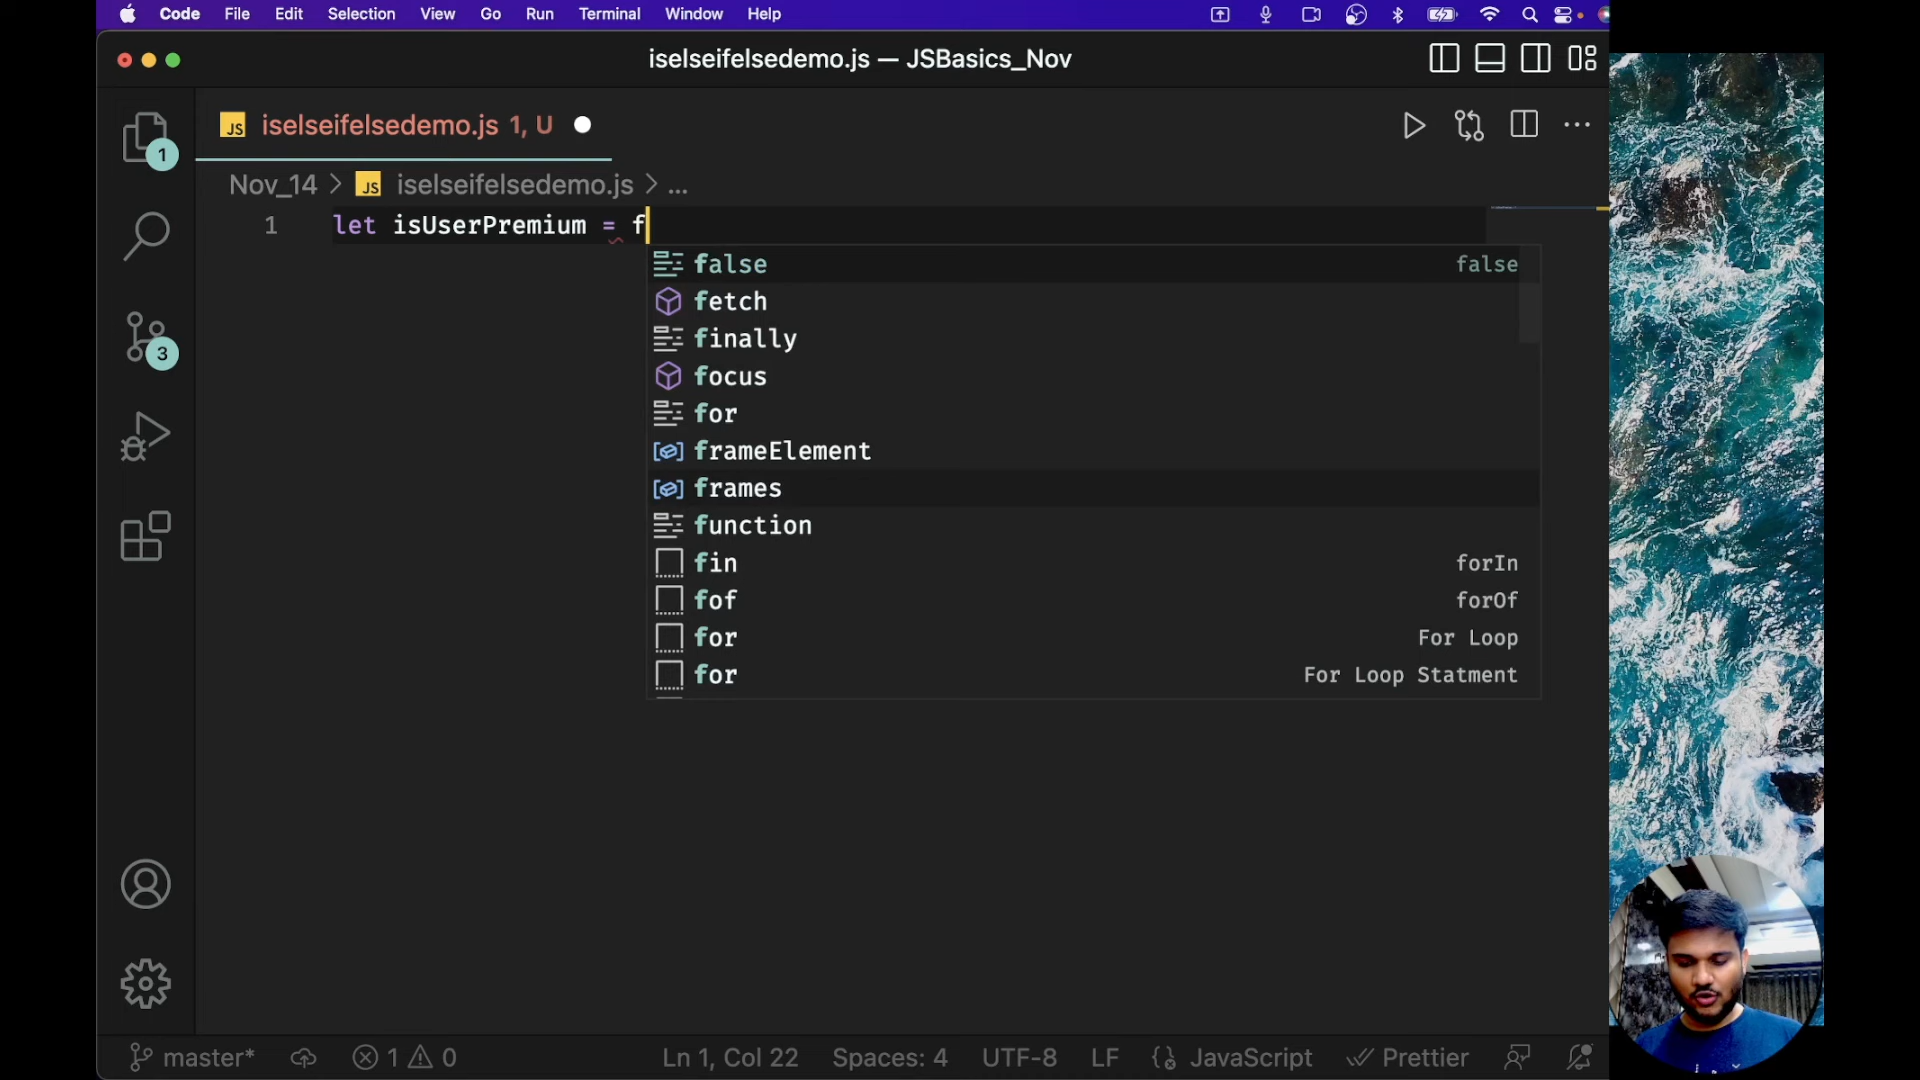 Code File Edit Selection View Go Run Terminal Window Help
iselseifelsedemo.js — JSBasics_Nov
JS iselseifelsedemo.js 1, U
1
Nov_14 > JS iselseifelsedemo.js > ...
1 let isUserPremium = f
false false
fetch
finally
focus
for
frameElement
frames
function
fin forIn
fof forOf
for For Loop
for For Loop Statment
3
master* 1 0 Ln 1, Col 22 Spaces: 4 UTF-8 LF JavaScript Prettier